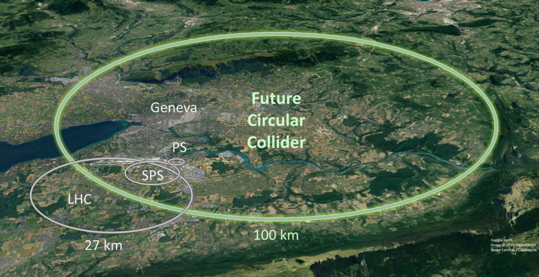 Geneva
Future
Circular
Collider
PS
SPS
LHC
27 km
100 km